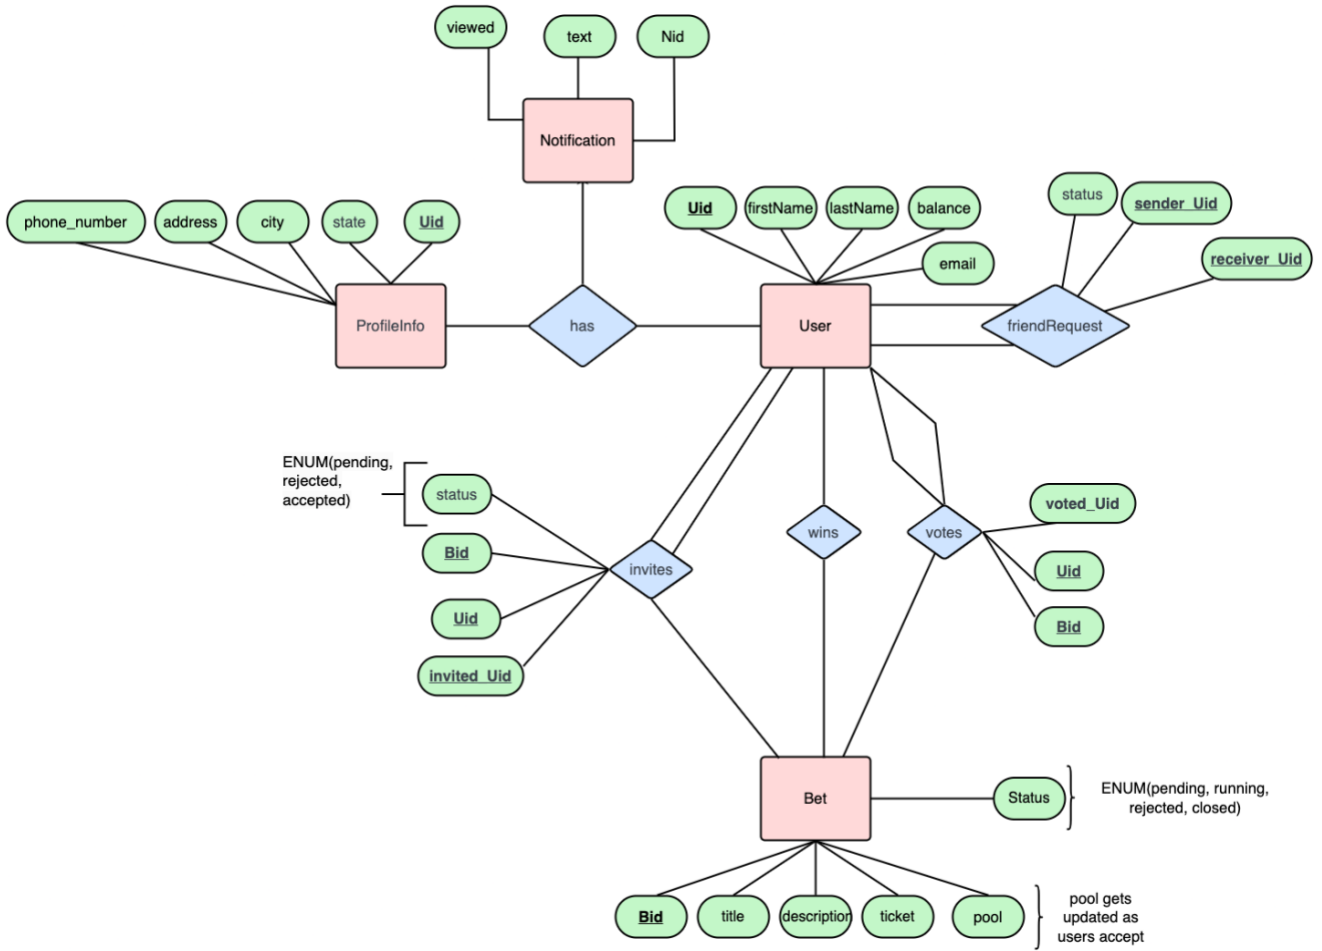 viewed
text
Nid
Notification
phone_number
address
city
state
Uid
Uid
firstName
lastName
balance
email
status
sender_Uid
receiver_Uid
ProfileInfo
has
User
friendRequest
ENUM(pending,
rejected,
accepted)
status
Bid
Uid
invited_Uid
invites
wins
votes
voted_Uid
Uid
Bid
Bet
Status
ENUM(pending, running,
rejected, closed)
Bid
title
description
ticket
pool
pool gets
updated as
users accept